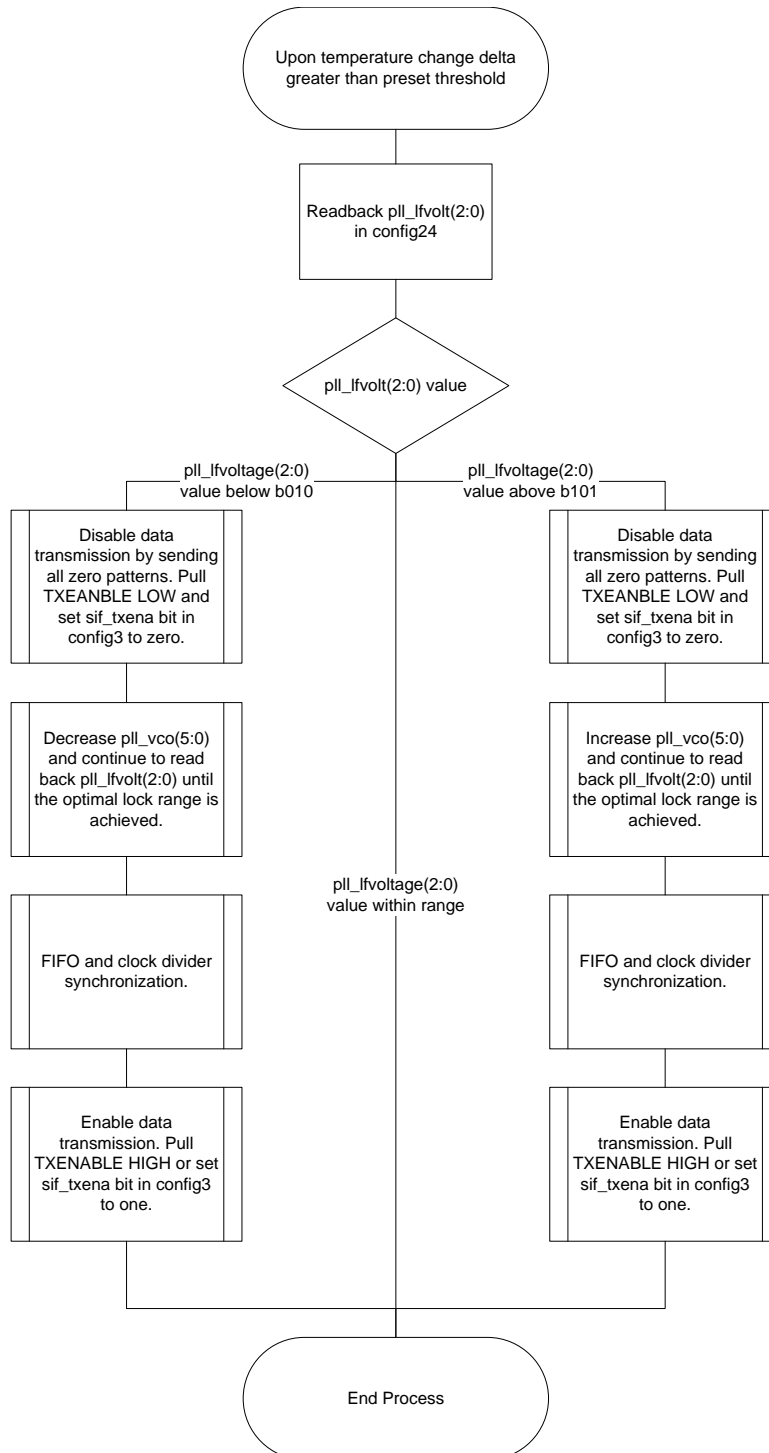 Upon temperature change delta
greater than preset threshold
Readback pll_lfvolt(2:0)
in config24
pll_lfvolt(2:0) value
pll_lfvoltage(2:0)
value below b010
pll_lfvoltage(2:0)
value above b101
Disable data
transmission by sending
all zero patterns. Pull
TXEANBLE LOW and
set sif_txena bit in
config3 to zero.
Disable data
transmission by sending
all zero patterns. Pull
TXEANBLE LOW and
set sif_txena bit in
config3 to zero.
Decrease pll_vco(5:0)
and continue to read
back pll_lfvolt(2:0) until
the optimal lock range is
achieved.
Increase pll_vco(5:0)
and continue to read
back pll_lfvolt(2:0) until
the optimal lock range is
achieved.
pll_lfvoltage(2:0)
value within range
FIFO and clock divider
synchronization.
FIFO and clock divider
synchronization.
Enable data
transmission. Pull
TXENABLE HIGH or set
sif_txena bit in config3
to one.
Enable data
transmission. Pull
TXENABLE HIGH or set
sif_txena bit in config3
to one.
End Process